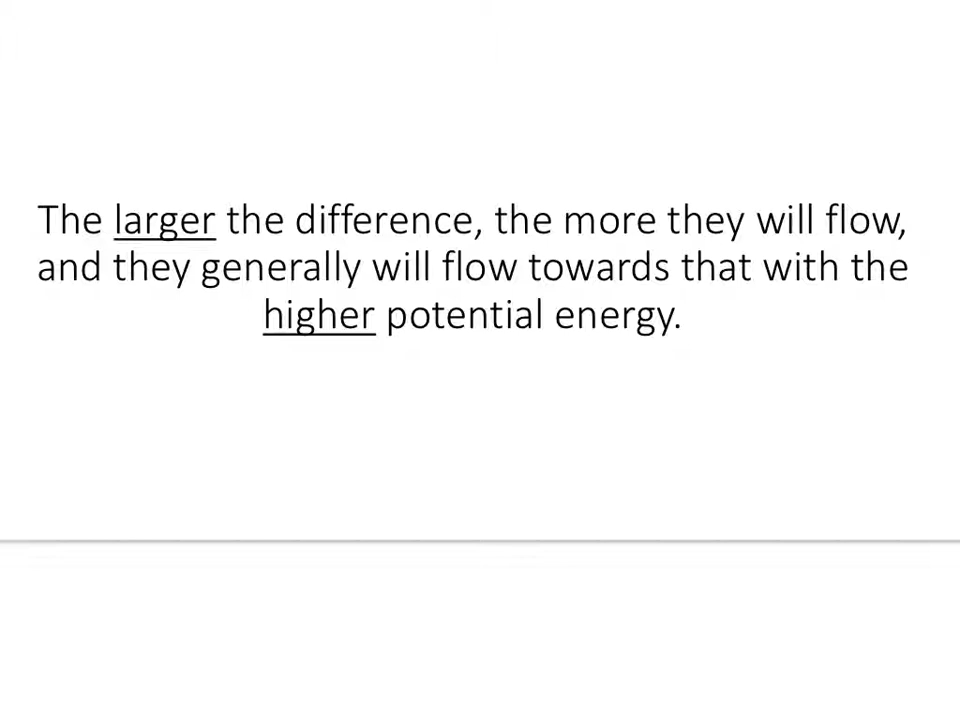 The larger the difference, the more they will flow,
and they generally will flow towards that with the
higher potential energy.